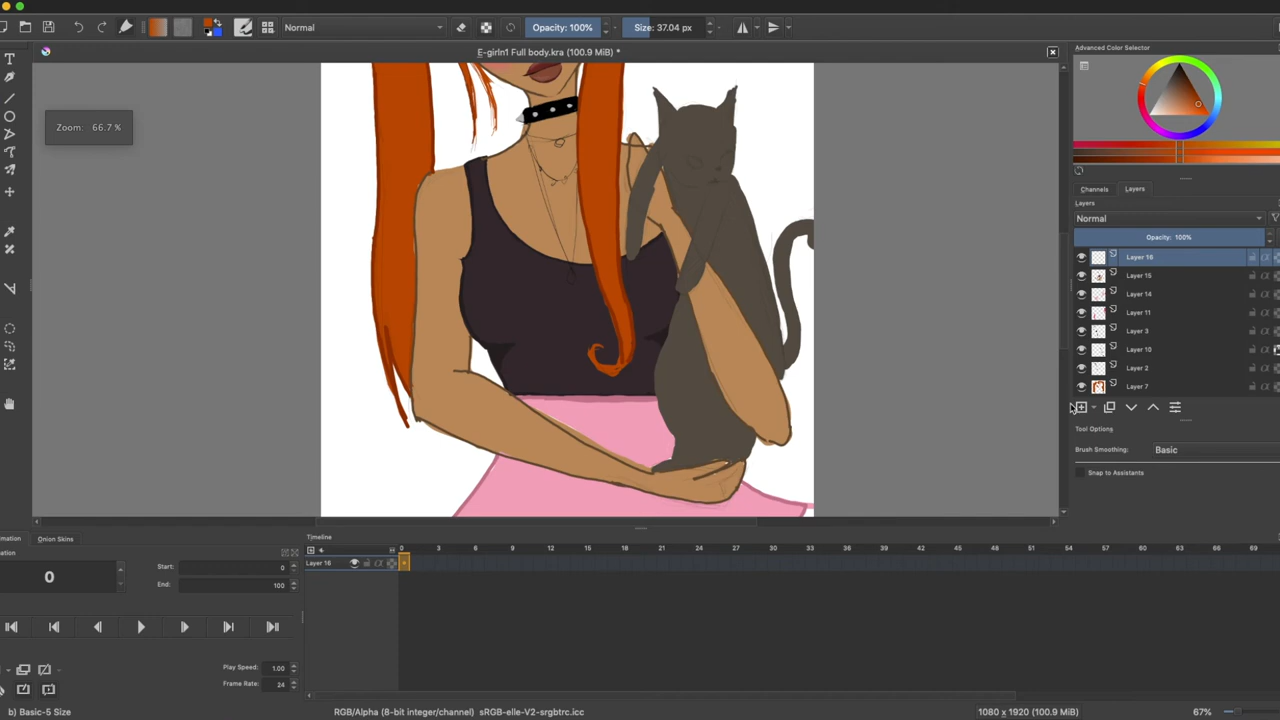 Normal
Opacity: 100%
Size: 37.04 px
E-girln1 Full body.kra (100.9 MiB) *
Advanced Color Selector
Zoom: 66.7 %
Channels
Layers
Layers
Normal
Opacity: 100%
Layer 16
Layer 15
Layer 14
Layer 11
Layer 3
Layer 10
Layer 2
Layer 7
Tool Options
Brush Smoothing: Basic
Snap to Assistants
mation
Onion Skins
Timeline
ation
0 3 6 9 12 15 18 21 24 27 30 33 36 39 42 45 48 51 54 57 60 63 66 69
Layer 16
0
Start: 0
End: 100
Play Speed: 1.00
Frame Rate: 24
b) Basic-5 Size
RGB/Alpha (8-bit integer/channel) sRGB-elle-V2-srgbtrc.icc
1080 x 1920 (100.9 MiB)
67%